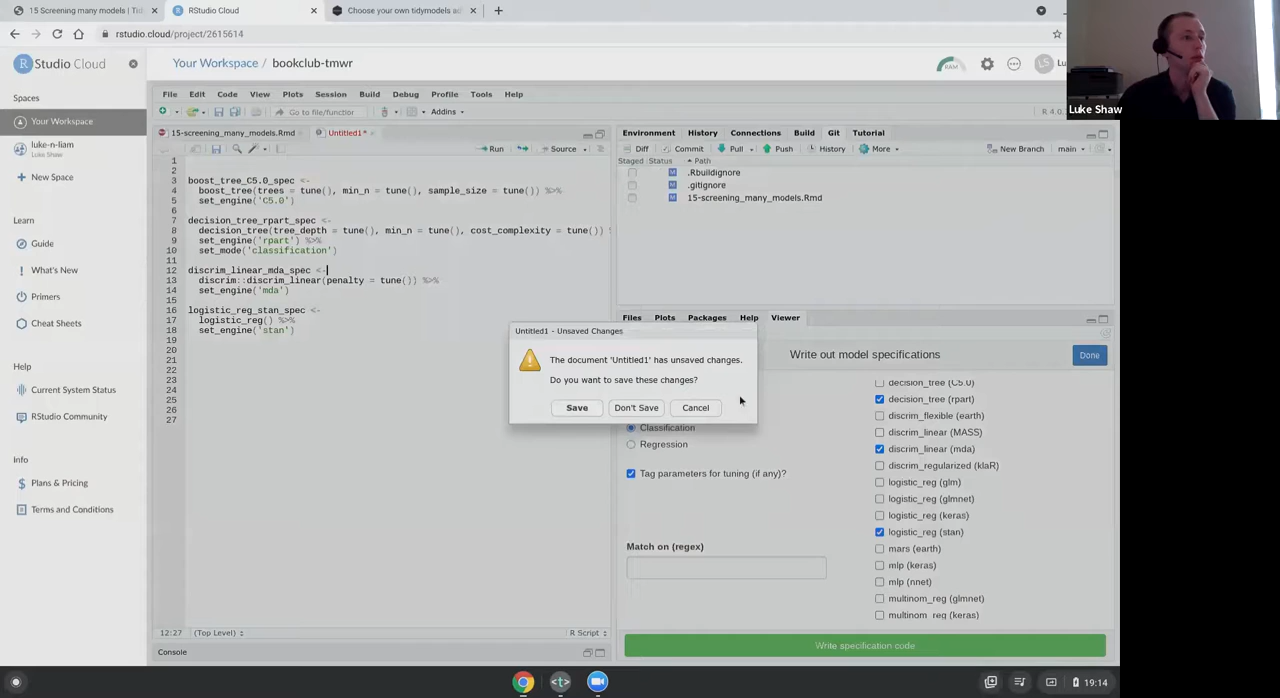 15 Screening many models | Tid
RStudio Cloud
Choose your own tidymodels ad
rstudio.cloud/project/2615614
Luke Shaw
R Studio Cloud
Your Workspace / bookclub-tmwr
RAM
LS Lu
Spaces
Your Workspace
luke-n-liam
Luke Shaw
New Space
Learn
Guide
What's New
Primers
Cheat Sheets
Help
Current System Status
RStudio Community
Info
Plans & Pricing
Terms and Conditions
File Edit Code View Plots Session Build Debug Profile Tools Help
Go to file/function Addins R 4.0.
15-screening_many_models.Rmd Untitled1*
Run Source
1
2
3 boost_tree_C5.0_spec <-
4 boost_tree(trees = tune(), min_n = tune(), sample_size = tune()) %>%
5 set_engine('C5.0')
6
7 decision_tree_rpart_spec <-
8 decision_tree(tree_depth = tune(), min_n = tune(), cost_complexity = tune())
9 set_engine('rpart') %>%
10 set_mode('classification')
11
12 discrim_linear_mda_spec <-
13 discrim::discrim_linear(penalty = tune()) %>%
14 set_engine('mda')
15
16 logistic_reg_stan_spec <-
17 logistic_reg() %>%
18 set_engine('stan')
19
20
21
22
23
24
25
26
27
12:27 (Top Level) R Script
Console
Environment History Connections Build Git Tutorial
Diff Commit Pull Push History More New Branch main
Staged Status Path
M .Rbuildignore
M .gitignore
M 15-screening_many_models.Rmd
Files Plots Packages Help Viewer
Write out model specifications
Done
Classification
Regression
Tag parameters for tuning (if any)?
Match on (regex)
decision_tree (C5.0)
decision_tree (rpart)
discrim_flexible (earth)
discrim_linear (MASS)
discrim_linear (mda)
discrim_regularized (klaR)
logistic_reg (glm)
logistic_reg (glmnet)
logistic_reg (keras)
logistic_reg (stan)
mars (earth)
mlp (keras)
mlp (nnet)
multinom_reg (glmnet)
multinom_reg (keras)
Write specification code
Untitled1 - Unsaved Changes
The document 'Untitled1' has unsaved changes.
Do you want to save these changes?
Save Don't Save Cancel
19:14